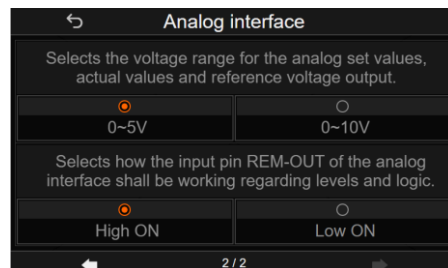 Analog interface
Selects the voltage range for the analog set values,
actual values and reference voltage output.
0~5V 0~10V
Selects how the input pin REM-OUT of the analog
interface shall be working regarding levels and logic.
High ON Low ON
2/2